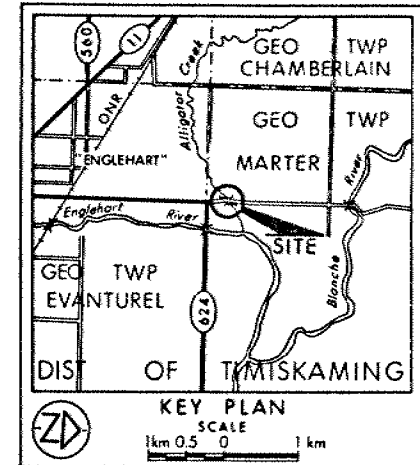 560
11
GEO TWP
CHAMBERLAIN
Creek
Alligator
ONR
GEO TWP
MARTER
"ENGLEHART"
River
Englehart River
SITE
GEO TWP
EVANTUREL
624
Blanche
DIST OF TIMISKAMING
KEY PLAN
SCALE
1km 0.5 0 1 km